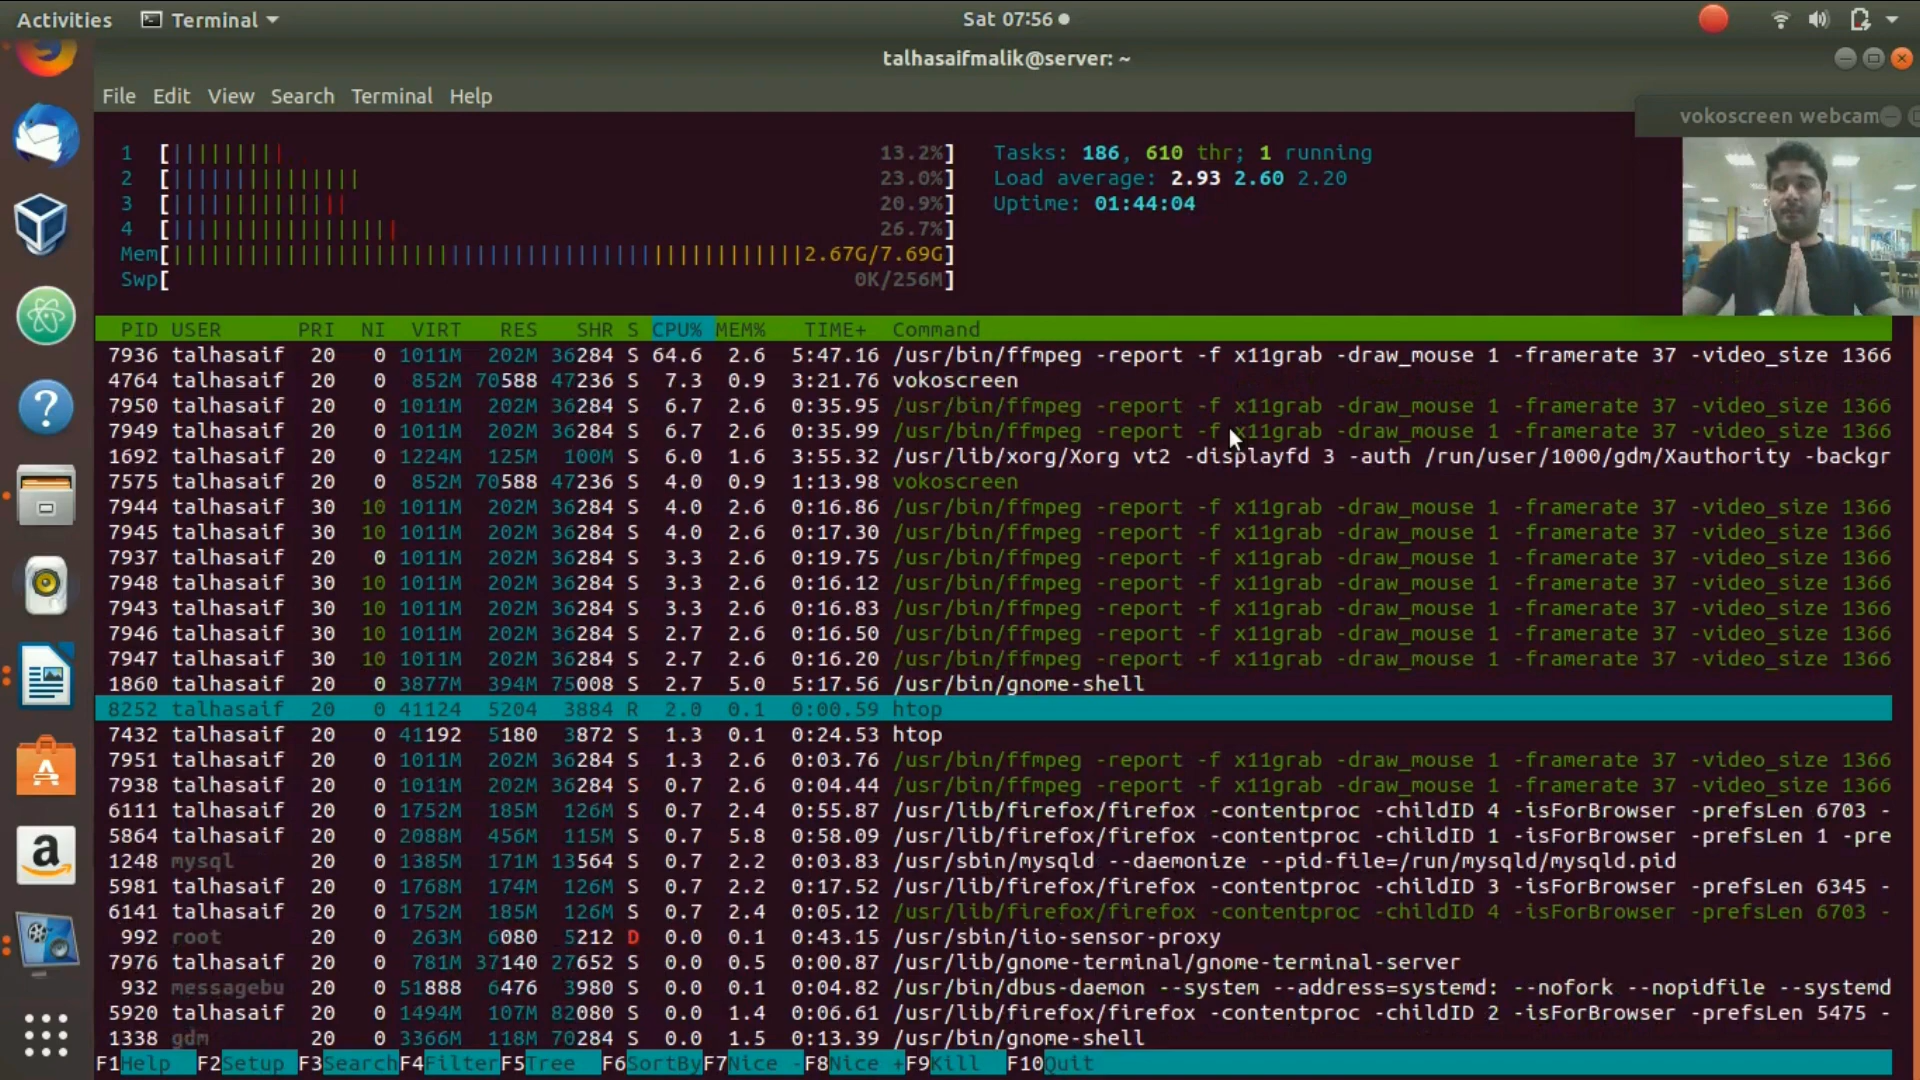 Activities Terminal Sat 07:56
talhasaifmalik@server: ~
File Edit View Search Terminal Help
vokoscreen webcam
1 [ 13.2%] Tasks: 186, 610 thr; 1 running
2 [ 23.0%] Load average: 2.93 2.60 2.20
3 [ 20.9%] Uptime: 01:44:04
4 [ 26.7%]
Mem[ 2.67G/7.69G]
Swp[ 0K/256M]
PID USER PRI NI VIRT RES SHR S CPU% MEM% TIME+ Command
7936 talhasaif 20 0 1011M 202M 36284 S 64.6 2.6 5:47.16 /usr/bin/ffmpeg -report -f x11grab -draw_mouse 1 -framerate 37 -video_size 1366
4764 talhasaif 20 0 852M 70588 47236 S 7.3 0.9 3:21.76 vokoscreen
7950 talhasaif 20 0 1011M 202M 36284 S 6.7 2.6 0:35.95 /usr/bin/ffmpeg -report -f x11grab -draw_mouse 1 -framerate 37 -video_size 1366
7949 talhasaif 20 0 1011M 202M 36284 S 6.7 2.6 0:35.99 /usr/bin/ffmpeg -report -f x11grab -draw_mouse 1 -framerate 37 -video_size 1366
1692 talhasaif 20 0 1224M 125M 100M S 6.0 1.6 3:55.32 /usr/lib/xorg/Xorg vt2 -displayfd 3 -auth /run/user/1000/gdm/Xauthority -backgr
7575 talhasaif 20 0 852M 70588 47236 S 4.0 0.9 1:13.98 vokoscreen
7944 talhasaif 30 10 1011M 202M 36284 S 4.0 2.6 0:16.86 /usr/bin/ffmpeg -report -f x11grab -draw_mouse 1 -framerate 37 -video_size 1366
7945 talhasaif 30 10 1011M 202M 36284 S 4.0 2.6 0:17.30 /usr/bin/ffmpeg -report -f x11grab -draw_mouse 1 -framerate 37 -video_size 1366
7937 talhasaif 20 0 1011M 202M 36284 S 3.3 2.6 0:19.75 /usr/bin/ffmpeg -report -f x11grab -draw_mouse 1 -framerate 37 -video_size 1366
7948 talhasaif 30 10 1011M 202M 36284 S 3.3 2.6 0:16.12 /usr/bin/ffmpeg -report -f x11grab -draw_mouse 1 -framerate 37 -video_size 1366
7943 talhasaif 30 10 1011M 202M 36284 S 3.3 2.6 0:16.83 /usr/bin/ffmpeg -report -f x11grab -draw_mouse 1 -framerate 37 -video_size 1366
7946 talhasaif 30 10 1011M 202M 36284 S 2.7 2.6 0:16.50 /usr/bin/ffmpeg -report -f x11grab -draw_mouse 1 -framerate 37 -video_size 1366
7947 talhasaif 30 10 1011M 202M 36284 S 2.7 2.6 0:16.20 /usr/bin/ffmpeg -report -f x11grab -draw_mouse 1 -framerate 37 -video_size 1366
1860 talhasaif 20 0 3877M 394M 75008 S 2.7 5.0 5:17.56 /usr/bin/gnome-shell
8252 talhasaif 20 0 41124 5204 3884 R 2.0 0.1 0:00.59 htop
7432 talhasaif 20 0 41192 5180 3872 S 1.3 0.1 0:24.53 htop
7951 talhasaif 20 0 1011M 202M 36284 S 1.3 2.6 0:03.76 /usr/bin/ffmpeg -report -f x11grab -draw_mouse 1 -framerate 37 -video_size 1366
7938 talhasaif 20 0 1011M 202M 36284 S 0.7 2.6 0:04.44 /usr/bin/ffmpeg -report -f x11grab -draw_mouse 1 -framerate 37 -video_size 1366
6111 talhasaif 20 0 1752M 185M 126M S 0.7 2.4 0:55.87 /usr/lib/firefox/firefox -contentproc -childID 4 -isForBrowser -prefsLen 6703 -
5864 talhasaif 20 0 2088M 456M 115M S 0.7 5.8 0:58.09 /usr/lib/firefox/firefox -contentproc -childID 1 -isForBrowser -prefsLen 1 -pre
1248 mysql 20 0 1385M 171M 13564 S 0.7 2.2 0:03.83 /usr/sbin/mysqld --daemonize --pid-file=/run/mysqld/mysqld.pid
5981 talhasaif 20 0 1768M 174M 126M S 0.7 2.2 0:17.52 /usr/lib/firefox/firefox -contentproc -childID 3 -isForBrowser -prefsLen 6345 -
6141 talhasaif 20 0 1752M 185M 126M S 0.7 2.4 0:05.12 /usr/lib/firefox/firefox -contentproc -childID 4 -isForBrowser -prefsLen 6703 -
992 root 20 0 263M 6080 5212 D 0.0 0.1 0:43.15 /usr/sbin/iio-sensor-proxy
7976 talhasaif 20 0 781M 37140 27652 S 0.0 0.5 0:00.87 /usr/lib/gnome-terminal/gnome-terminal-server
932 messagebu 20 0 51888 6476 3980 S 0.0 0.1 0:04.82 /usr/bin/dbus-daemon --system --address=systemd: --nofork --nopidfile --systemd
5920 talhasaif 20 0 1494M 107M 82080 S 0.0 1.4 0:06.61 /usr/lib/firefox/firefox -contentproc -childID 2 -isForBrowser -prefsLen 5475 -
1338 gdm 20 0 3366M 118M 70284 S 0.0 1.5 0:13.39 /usr/bin/gnome-shell
F1Help F2Setup F3SearchF4FilterF5Tree F6SortByF7Nice -F8Nice +F9Kill F10Quit